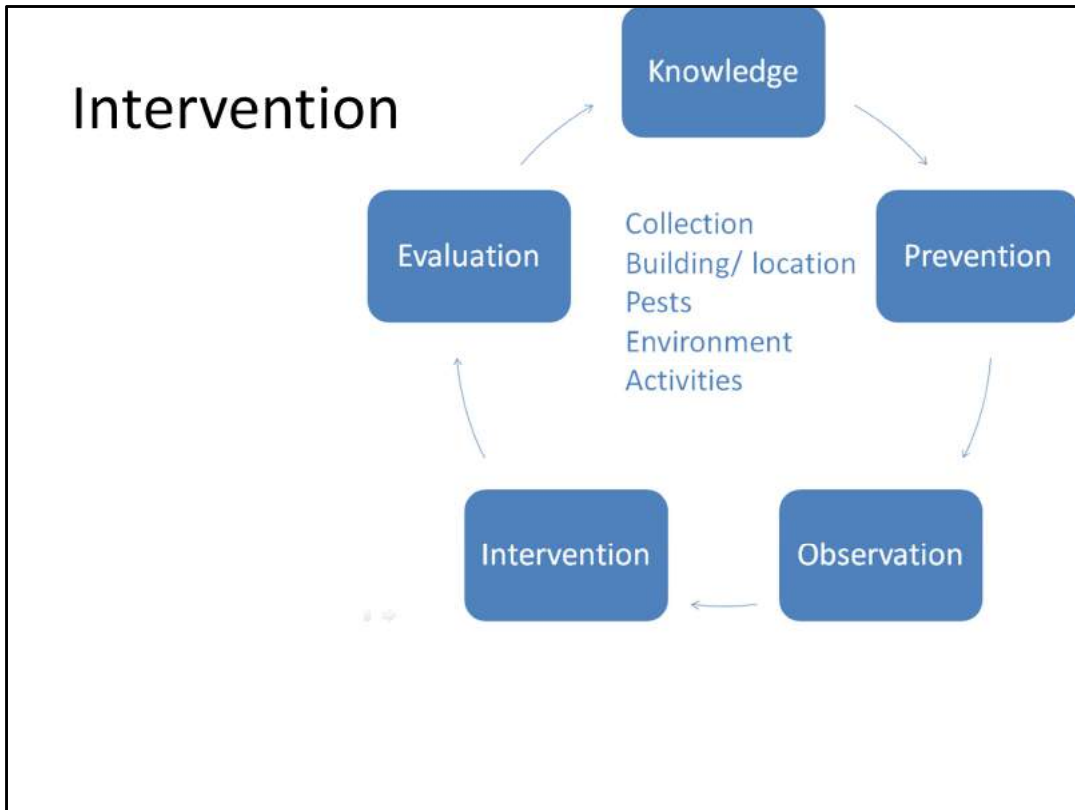 Intervention
Knowledge
Prevention
Observation
Intervention
Evaluation
Collection
Building/ location
Pests
Environment
Activities